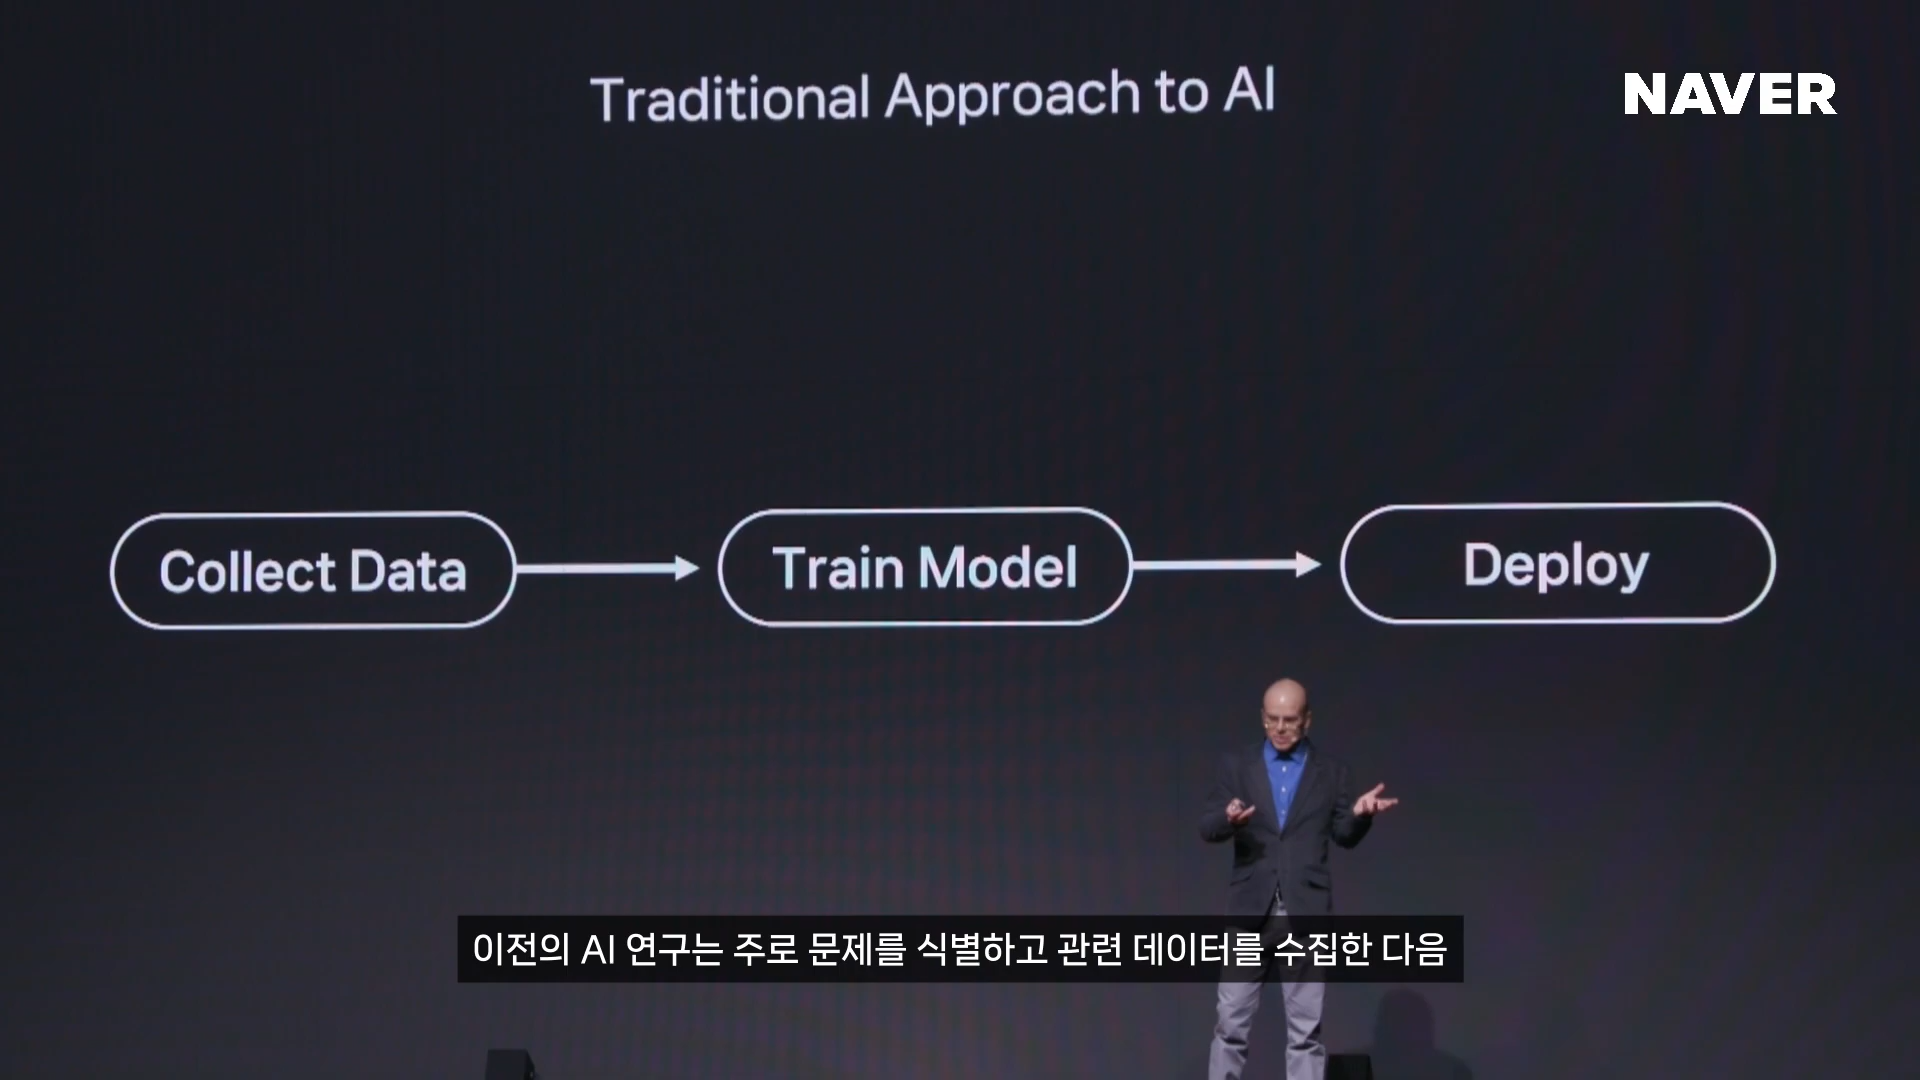 Traditional Approach to AI
NAVER
Collect Data
Train Model
Deploy
이전의 AI 연구는 주로 문제를 식별하고 관련 데이터를 수집한 다음